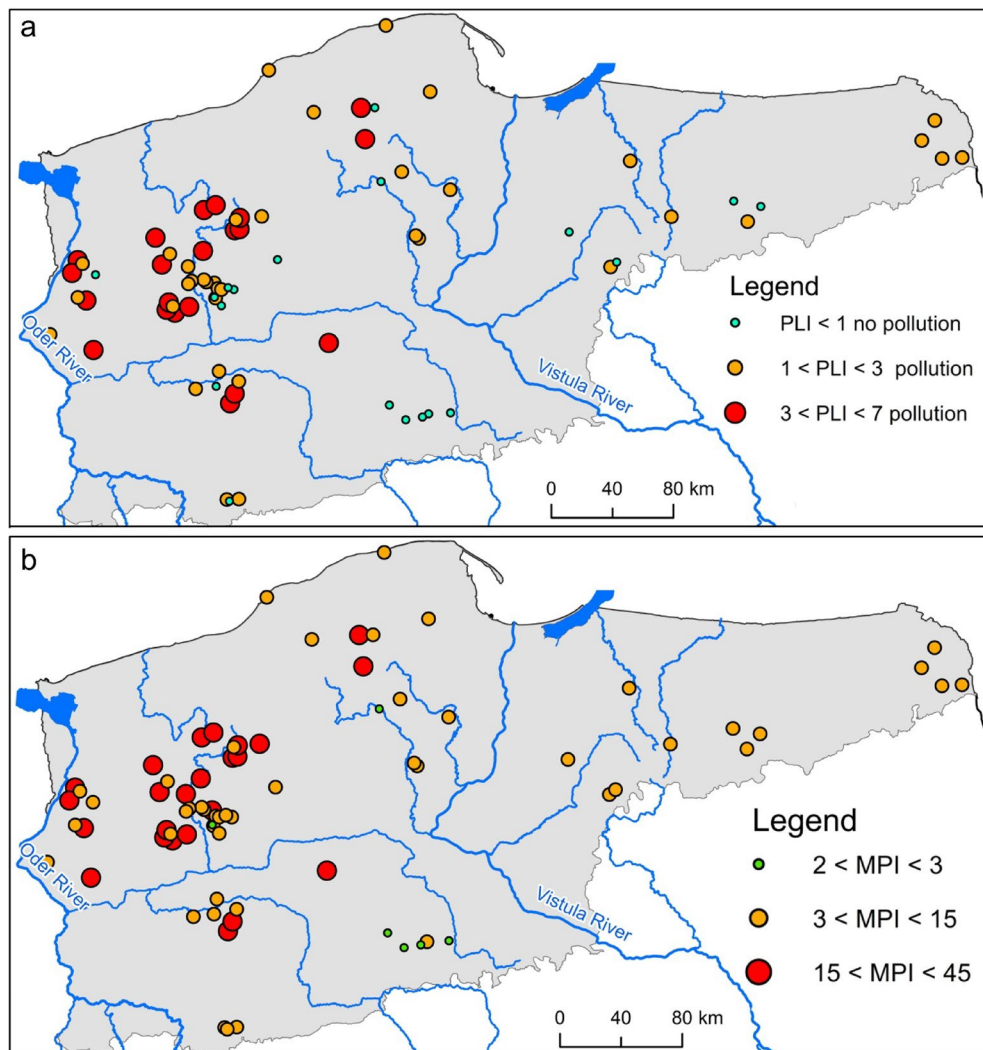 a
Oder River
Vistula River
Legend
PLI < 1 no pollution
1 < PLI < 3 pollution
3 < PLI < 7 pollution
0 40 80 km
b
Oder River
Vistula River
Legend
2 < MPI < 3
3 < MPI < 15
15 < MPI < 45
0 40 80 km